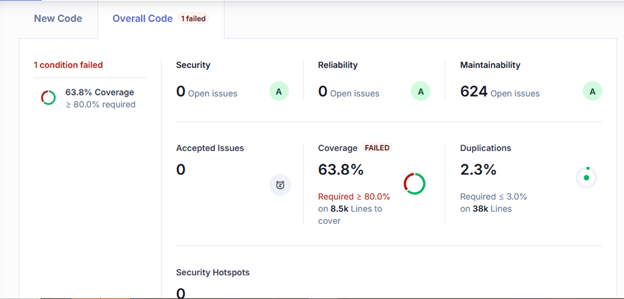 New Code
Overall Code 1 failed
1 condition failed
63.8% Coverage
≥ 80.0% required
Security
0 Open issues A
Reliability
0 Open issues A
Maintainability
624 Open issues A
Accepted Issues
0
Coverage FAILED
63.8%
Required ≥ 80.0%
on 8.5k Lines to
cover
Duplications
2.3%
Required ≤ 3.0%
on 38k Lines
Security Hotspots
0